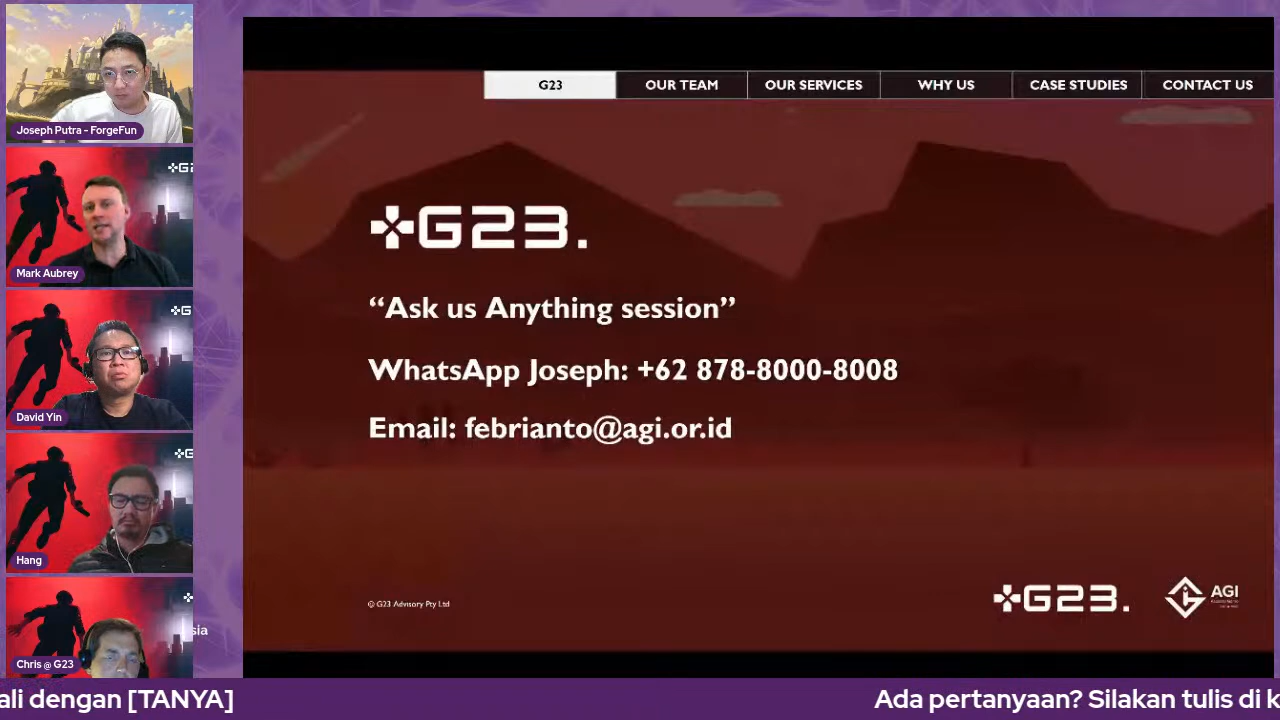 Joseph Putra - ForgeFun
Mark Aubrey
David Yin
Hang
Chris @ G23
G23
OUR TEAM
OUR SERVICES
WHY US
CASE STUDIES
CONTACT US
G23.
“Ask us Anything session”
WhatsApp Joseph: +62 878-8000-8008
Email: febrianto@agi.or.id
© G23 Advisory Pty Ltd
G23.
AGI
sia
ali dengan [TANYA]
Ada pertanyaan? Silakan tulis di k